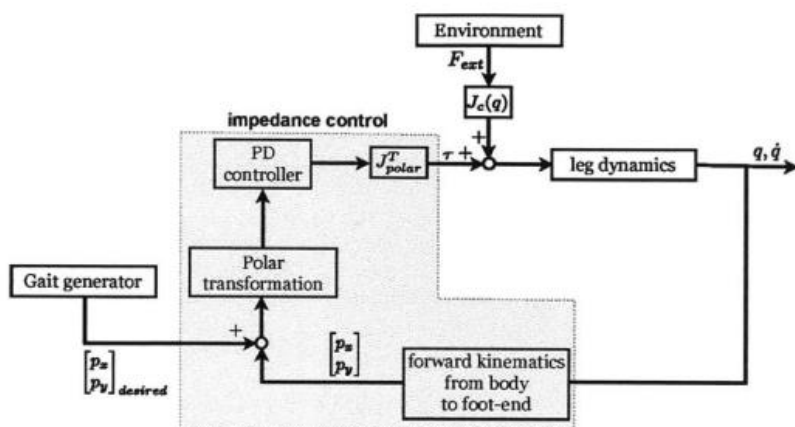 Environment
F_ext
J_c(q)
impedance control
+
PD
controller
J^T_polar
τ +
leg dynamics
q, q̇
Polar
transformation
Gait generator
+
[p_x
p_y]
[p_x
p_y]_desired
forward kinematics
from body
to foot-end